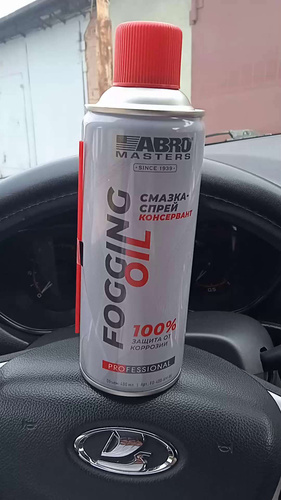 ABRO
MASTERS
SINCE 1939
СМАЗКА-
СПРЕЙ
КОНСЕРВАНТ
FOGGING
OIL
100%
ЗАЩИТА ОТ
КОРРОЗИИ
PROFESSIONAL